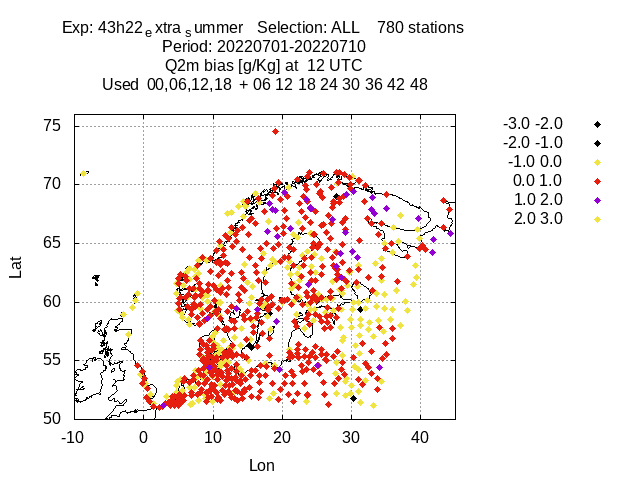 Exp: 43h22e xtra summer Selection: ALL 780 stations
Period: 20220701-20220710
Q2m bias [g/Kg] at 12 UTC
Used 00,06,12,18 + 06 12 18 24 30 36 42 48
-3.0 -2.0
-2.0 -1.0
-1.0 0.0
0.0 1.0
1.0 2.0
2.0 3.0
75
70
65
60
55
50
Lat
-10 0 10 20 30 40
Lon